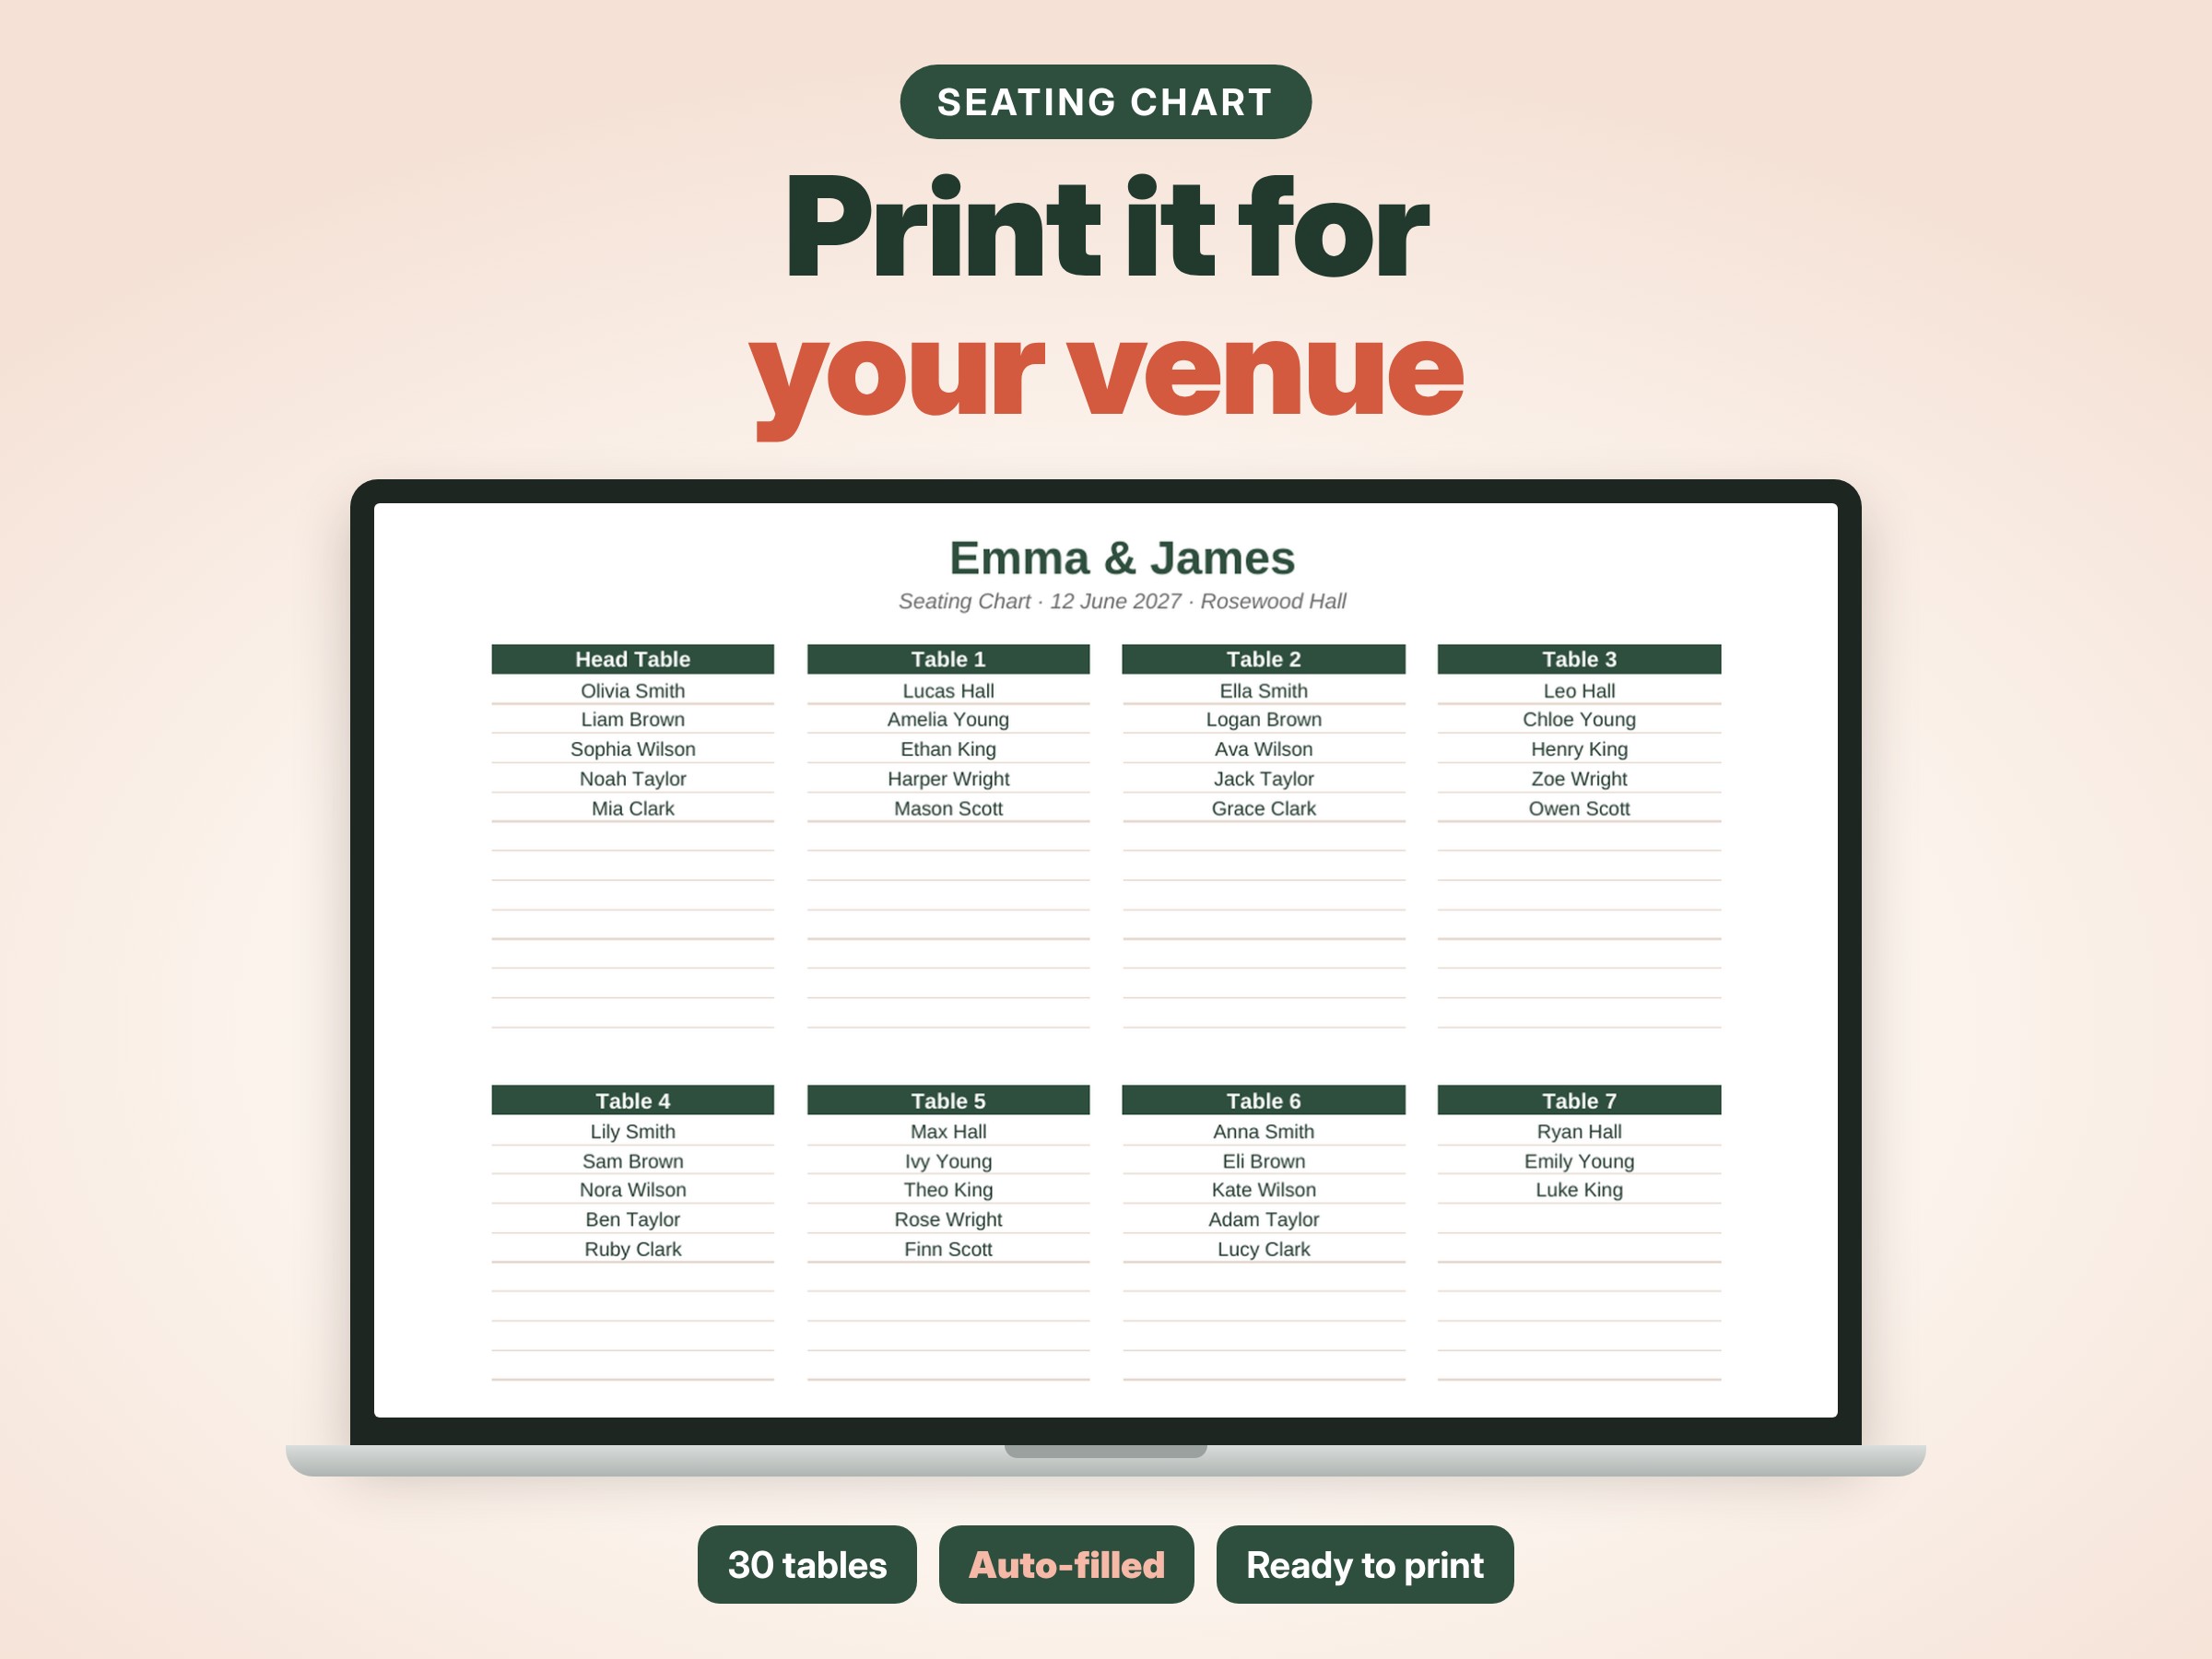 SEATING CHART
Print it for
your venue
Emma & James
Seating Chart · 12 June 2027 · Rosewood Hall
Head Table Table 1 Table 2 Table 3
Olivia Smith Lucas Hall Ella Smith Leo Hall
Liam Brown Amelia Young Logan Brown Chloe Young
Sophia Wilson Ethan King Ava Wilson Henry King
Noah Taylor Harper Wright Jack Taylor Zoe Wright
Mia Clark Mason Scott Grace Clark Owen Scott
Table 4 Table 5 Table 6 Table 7
Lily Smith Max Hall Anna Smith Ryan Hall
Sam Brown Ivy Young Eli Brown Emily Young
Nora Wilson Theo King Kate Wilson Luke King
Ben Taylor Rose Wright Adam Taylor
Ruby Clark Finn Scott Lucy Clark
30 tables Auto-filled Ready to print